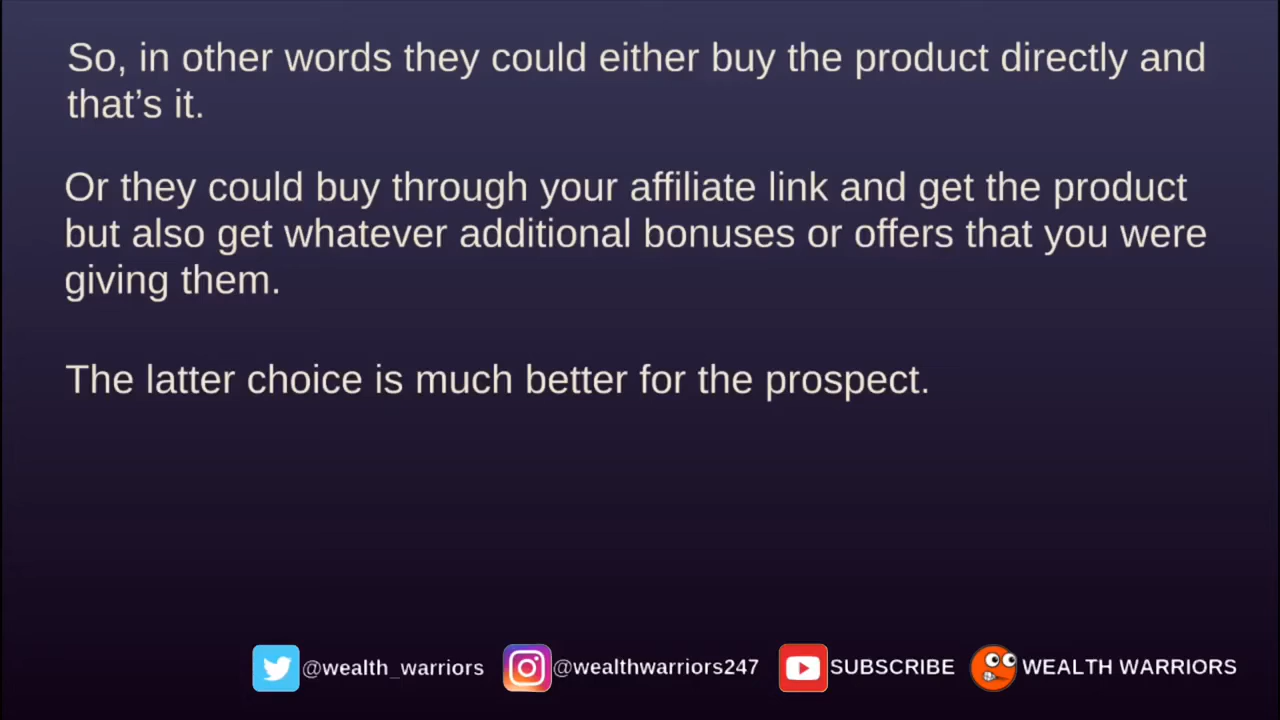 So, in other words they could either buy the product directly and
that’s it.
Or they could buy through your affiliate link and get the product
but also get whatever additional bonuses or offers that you were
giving them.
The latter choice is much better for the prospect.
@wealth_warriors @wealthwarriors247 SUBSCRIBE WEALTH WARRIORS